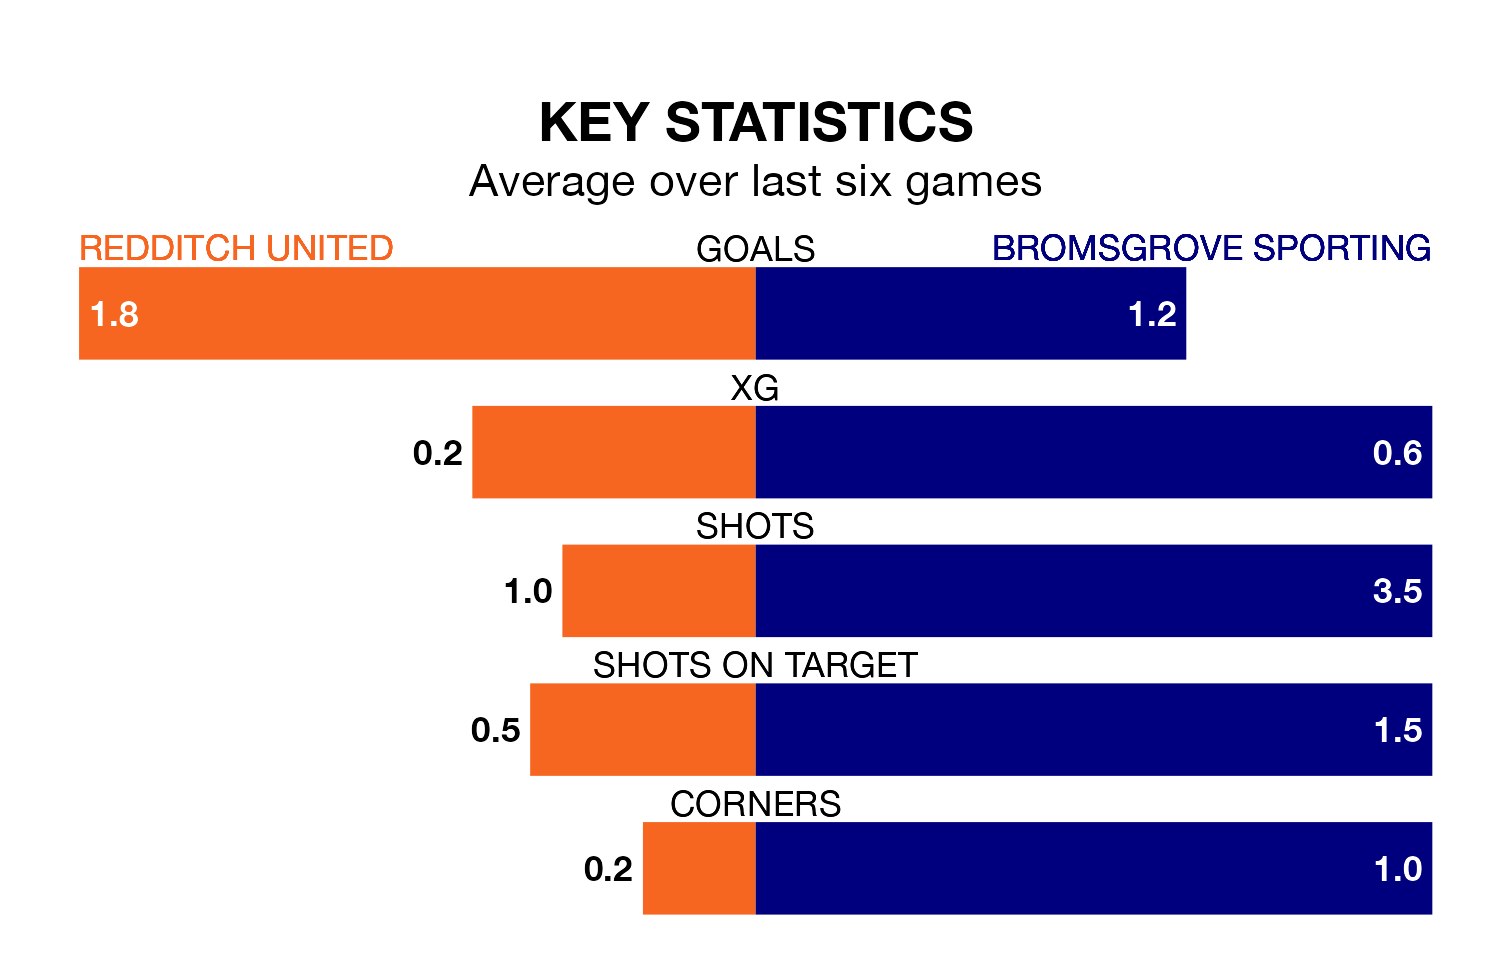 KEY STATISTICS
Average over last six games
REDDITCH UNITED GOALS BROMSGROVE SPORTING
1.8 1.2
XG
0.2 0.6
SHOTS
1.0 3.5
SHOTS ON TARGET
0.5 1.5
CORNERS
0.2 1.0